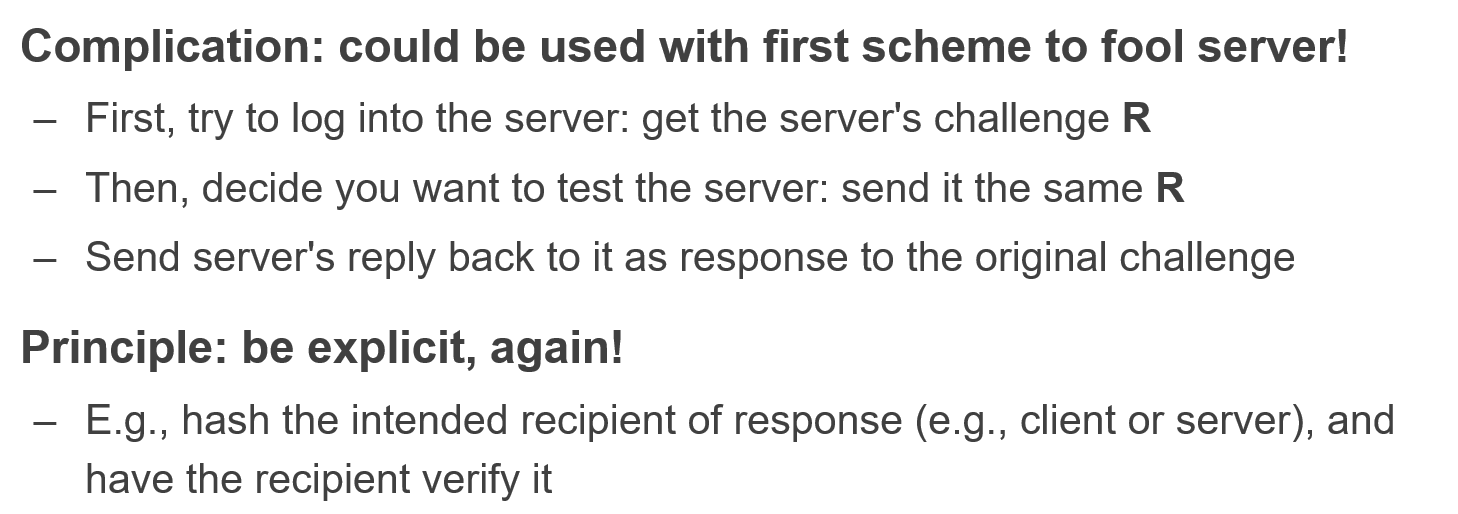 Complication: could be used with first scheme to fool server!
– First, try to log into the server: get the server's challenge R
– Then, decide you want to test the server: send it the same R
– Send server's reply back to it as response to the original challenge
Principle: be explicit, again!
– E.g., hash the intended recipient of response (e.g., client or server), and
have the recipient verify it